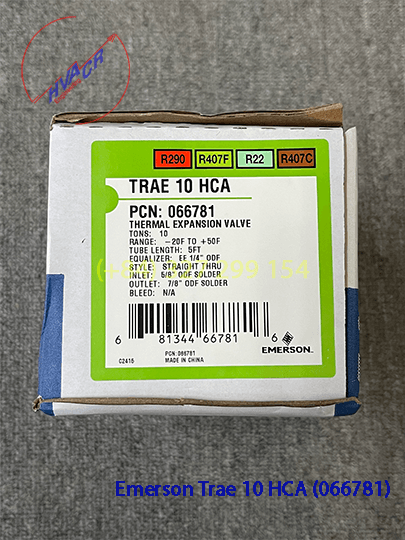 HVACR
R290 R407F R22 R407C
TRAE 10 HCA
PCN: 066781
THERMAL EXPANSION VALVE
TONS: 10
RANGE: -20F TO +50F
TUBE LENGTH: 5FT
EQUALIZER: EE 1/4" ODF
STYLE: STRAIGHT THRU
INLET: 5/8" ODF SOLDER
OUTLET: 7/8" ODF SOLDER
BLEED: N/A
6 81344 66781 6
EMERSON
PCN:066781
C2415 MADE IN CHINA
Emerson Trae 10 HCA (066781)